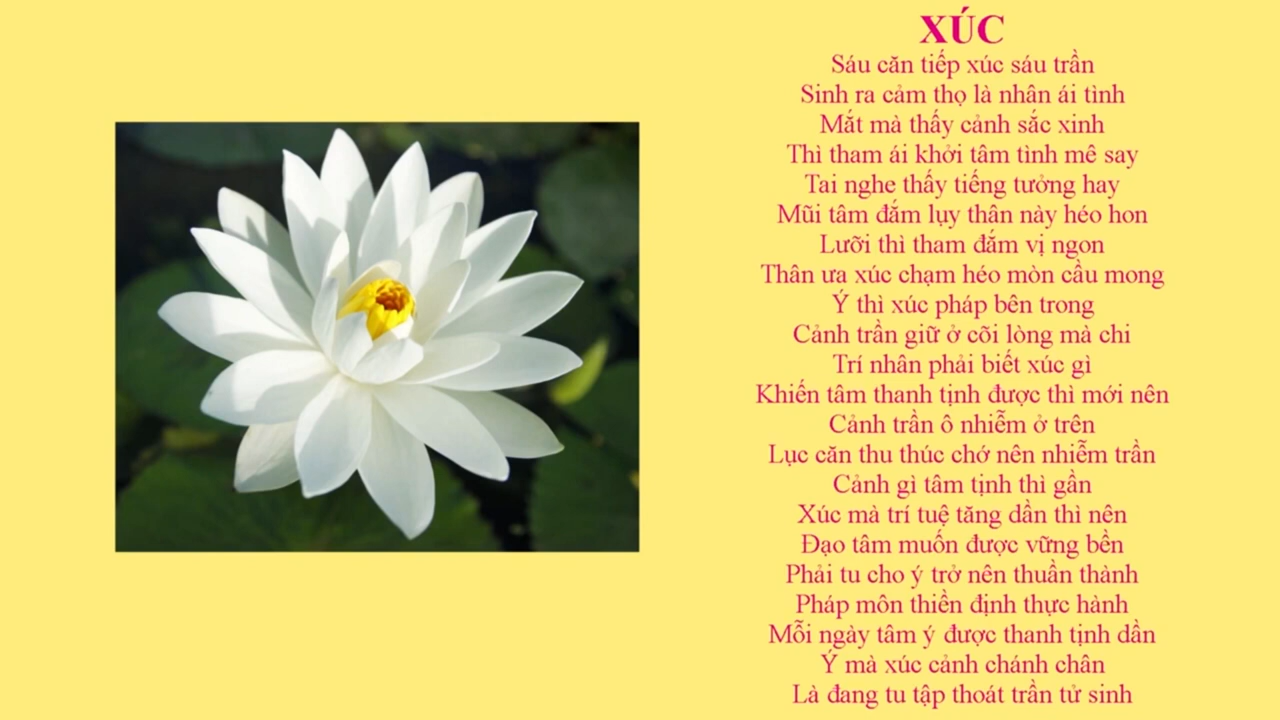 XÚC
Sáu căn tiếp xúc sáu trần
Sinh ra cảm thọ là nhân ái tình
Mắt mà thấy cảnh sắc xinh
Thì tham ái khởi tâm tình mê say
Tai nghe thấy tiếng tưởng hay
Mũi tâm đắm lụy thân này héo hon
Lưỡi thì tham đắm vị ngon
Thân ưa xúc chạm héo mòn cầu mong
Ý thì xúc pháp bên trong
Cảnh trần giữ ở cõi lòng mà chi
Trí nhân phải biết xúc gì
Khiến tâm thanh tịnh được thì mới nên
Cảnh trần ô nhiễm ở trên
Lục căn thu thúc chớ nên nhiễm trần
Cảnh gì tâm tịnh thì gần
Xúc mà trí tuệ tăng dần thì nên
Đạo tâm muốn được vững bền
Phải tu cho ý trở nên thuần thành
Pháp môn thiền định thực hành
Mỗi ngày tâm ý được thanh tịnh dần
Ý mà xúc cảnh chánh chân
Là đang tu tập thoát trần tử sinh